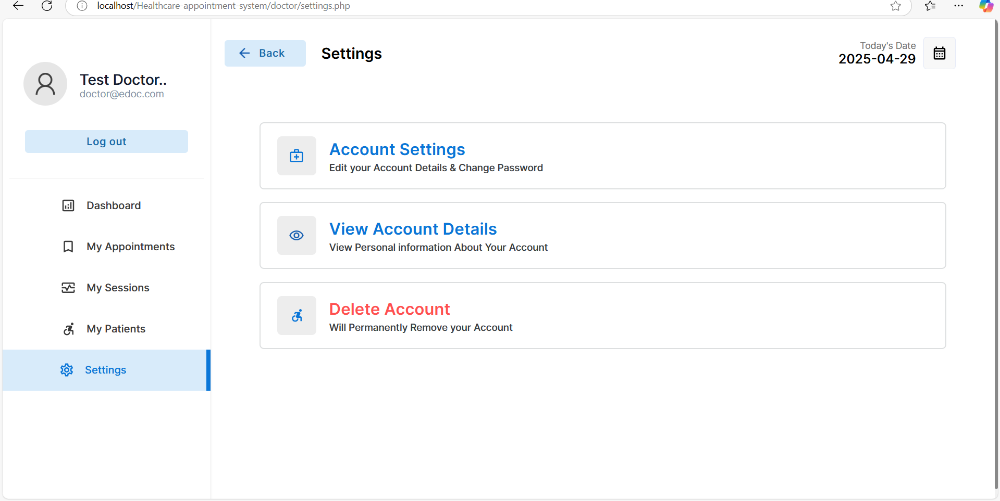 localhost/Healthcare-appointment-system/doctor/settings.php
Test Doctor..
doctor@edoc.com
Log out
Dashboard
My Appointments
My Sessions
My Patients
Settings
Back
Settings
Today's Date
2025-04-29
Account Settings
Edit your Account Details & Change Password
View Account Details
View Personal information About Your Account
Delete Account
Will Permanently Remove your Account